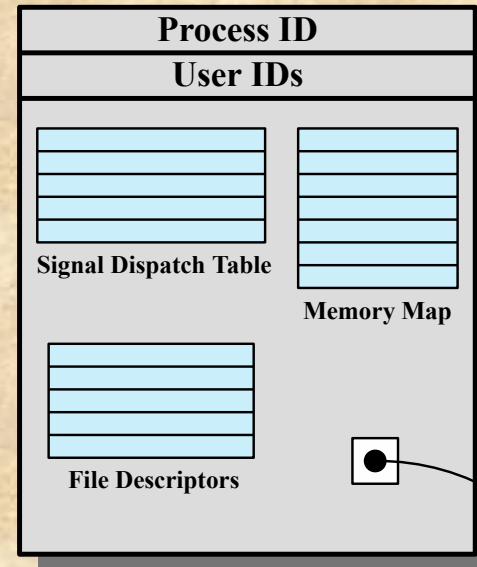 Process ID
User IDs
Signal Dispatch Table
Memory Map
File Descriptors